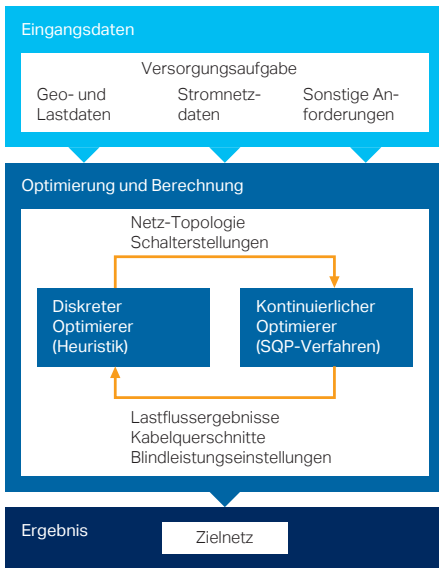 Eingangsdaten
Versorgungsaufgabe
Geo- und
Lastdaten
Stromnetz-
daten
Sonstige An-
forderungen
Optimierung und Berechnung
Netz-Topologie
Schalterstellungen
Diskreter
Optimierer
(Heuristik)
Kontinuierlicher
Optimierer
(SQP-Verfahren)
Lastflussergebnisse
Kabelquerschnitte
Blindleistungseinstellungen
Ergebnis
Zielnetz